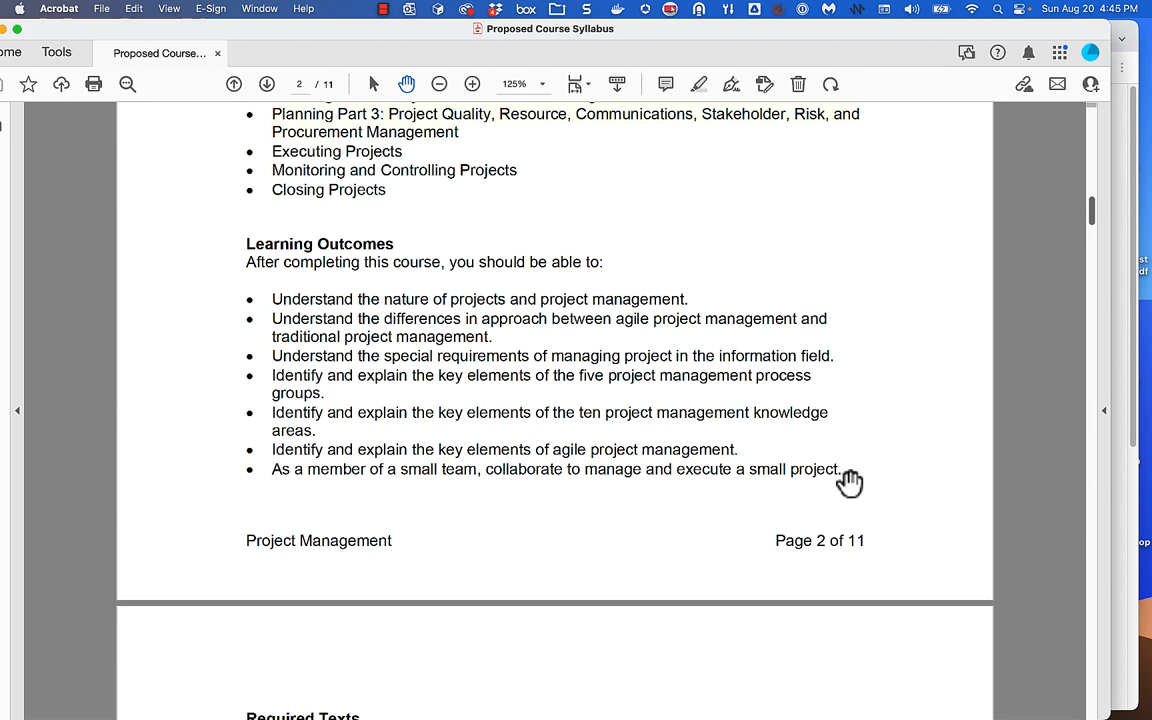 Acrobat File Edit View E-Sign Window Help box S Sun Aug 20 4:45 PM
Proposed Course Syllabus
ome Tools Proposed Course... ×
2 / 11 125%
• Planning Part 3: Project Quality, Resource, Communications, Stakeholder, Risk, and
Procurement Management
• Executing Projects
• Monitoring and Controlling Projects
• Closing Projects
Learning Outcomes
After completing this course, you should be able to:
• Understand the nature of projects and project management.
• Understand the differences in approach between agile project management and
traditional project management.
• Understand the special requirements of managing project in the information field.
• Identify and explain the key elements of the five project management process
groups.
• Identify and explain the key elements of the ten project management knowledge
areas.
• Identify and explain the key elements of agile project management.
• As a member of a small team, collaborate to manage and execute a small project.
Project Management Page 2 of 11
Required Texts
st
df
op